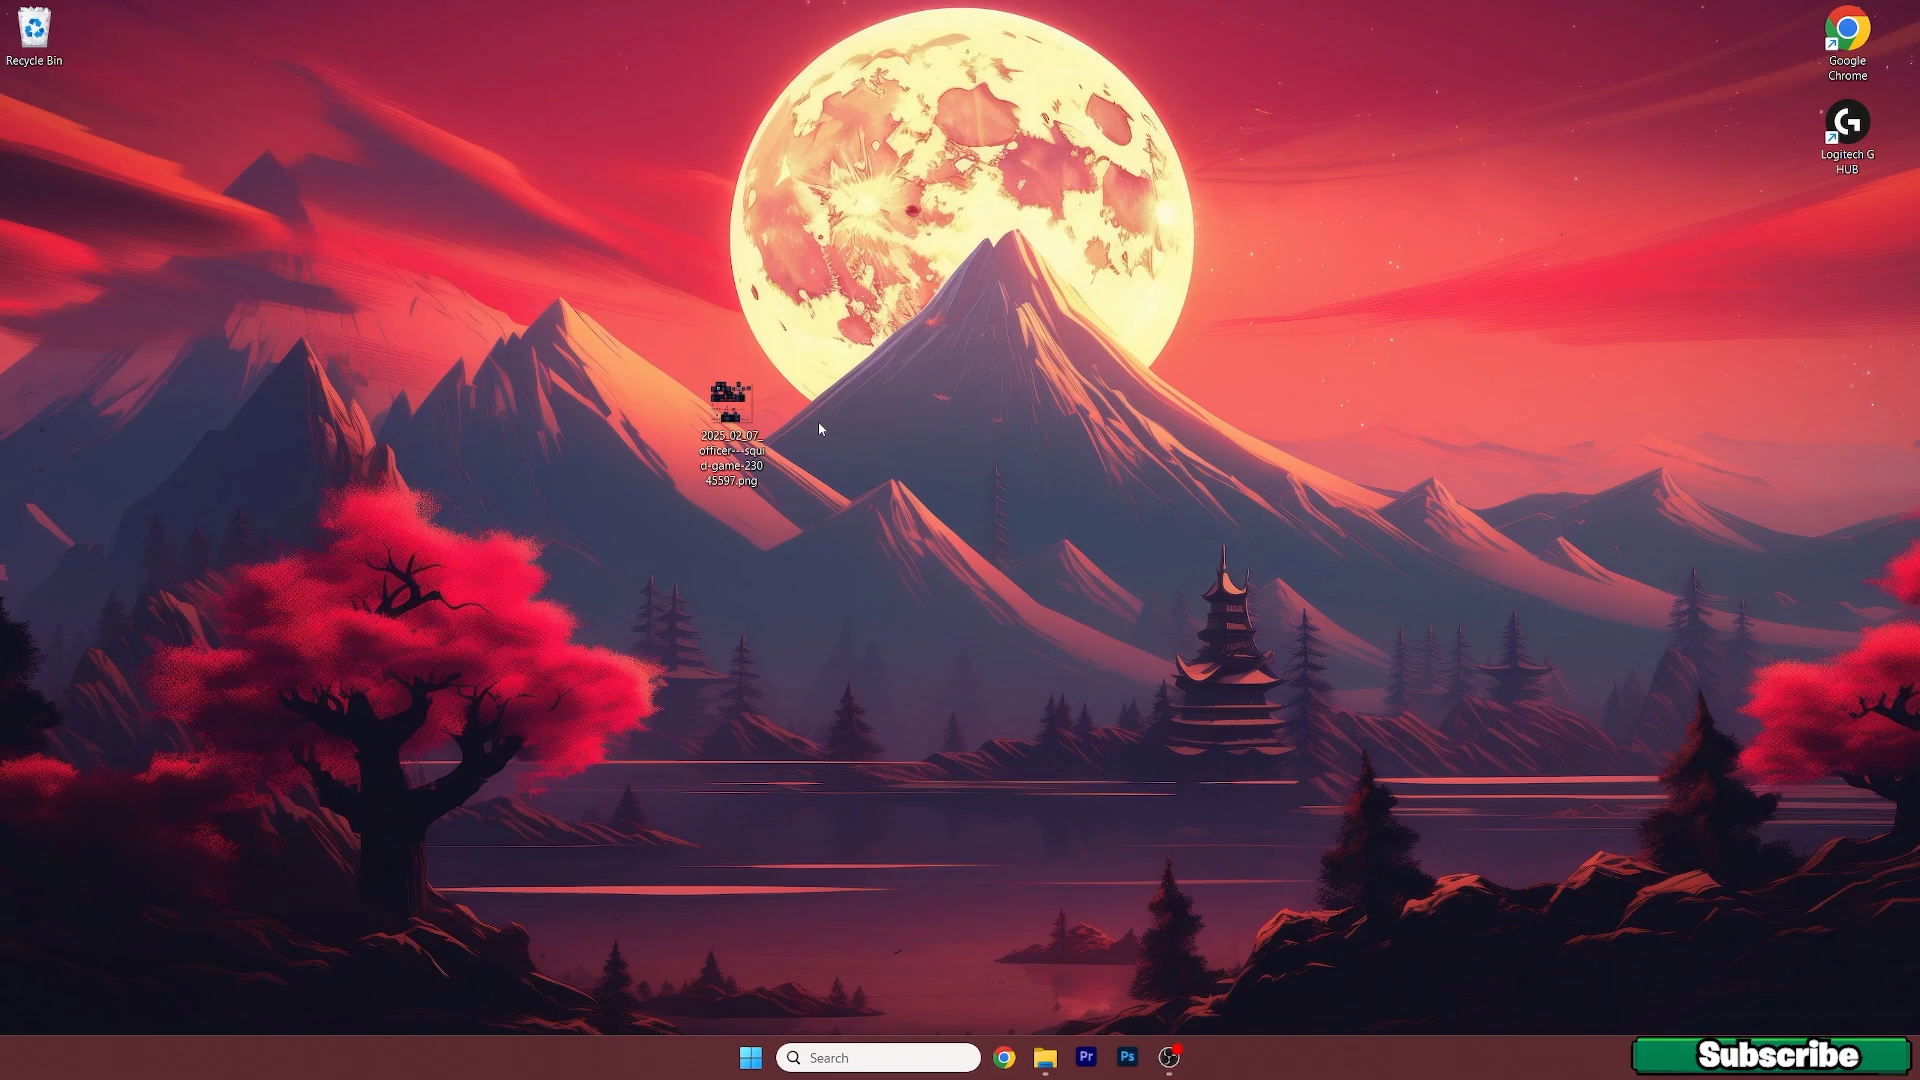 Recycle Bin
Google
Chrome
Logitech G
HUB
2025_02_07_
officer---squi
d-game-230
45597.png
Search
Pr
Ps
Subscribe